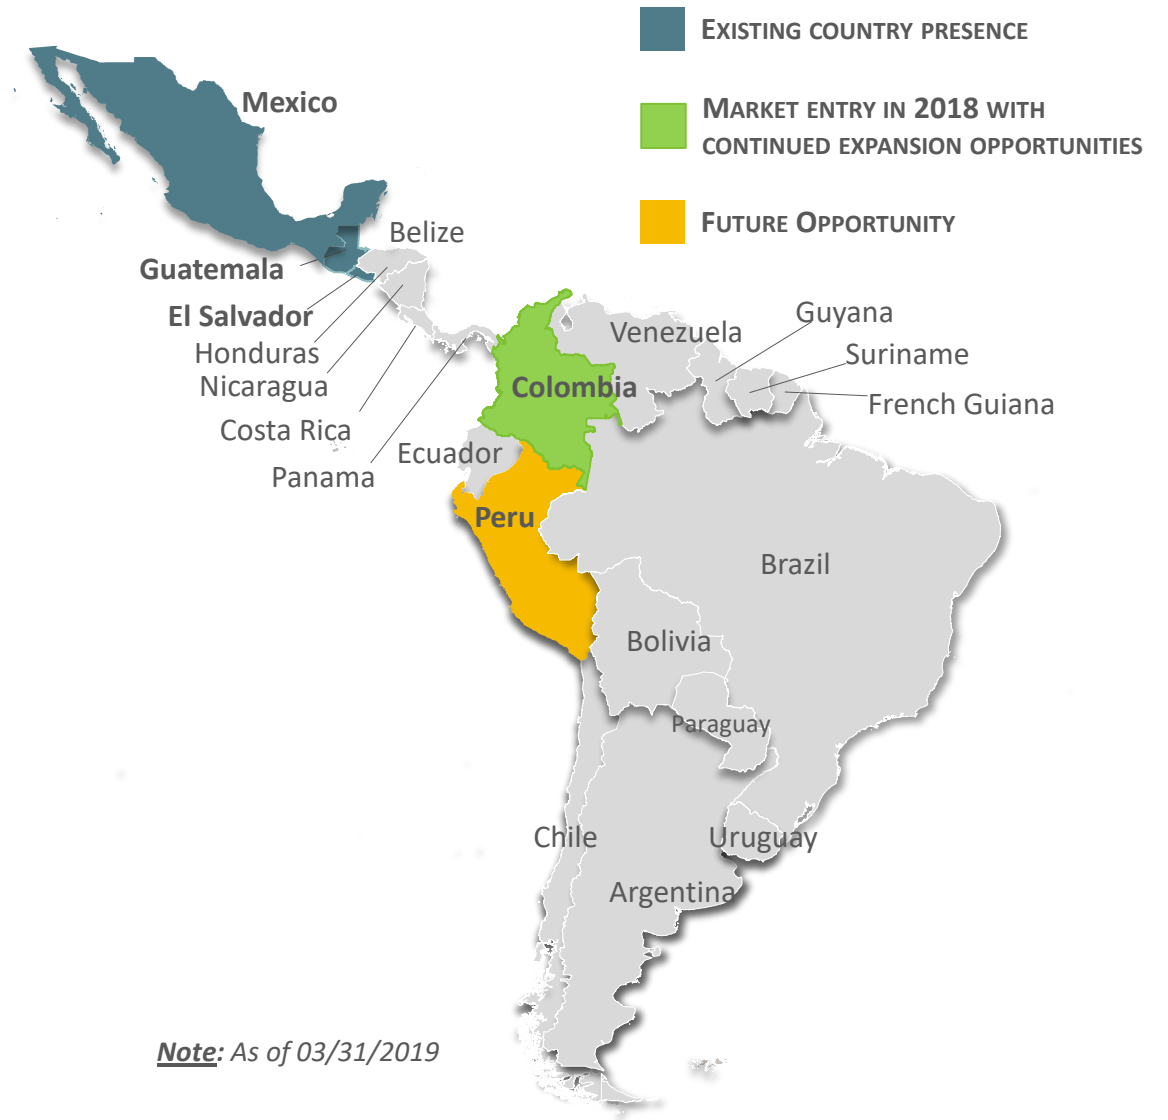 EXISTING COUNTRY PRESENCE
Mexico
MARKET ENTRY IN 2018 WITH
CONTINUED EXPANSION OPPORTUNITIES
FUTURE OPPORTUNITY
Belize
Guatemala
El Salvador
Honduras
Nicaragua
Costa Rica
Panama
Venezuela
Guyana
Suriname
French Guiana
Colombia
Ecuador
Peru
Brazil
Bolivia
Paraguay
Chile
Uruguay
Argentina
Note: As of 03/31/2019